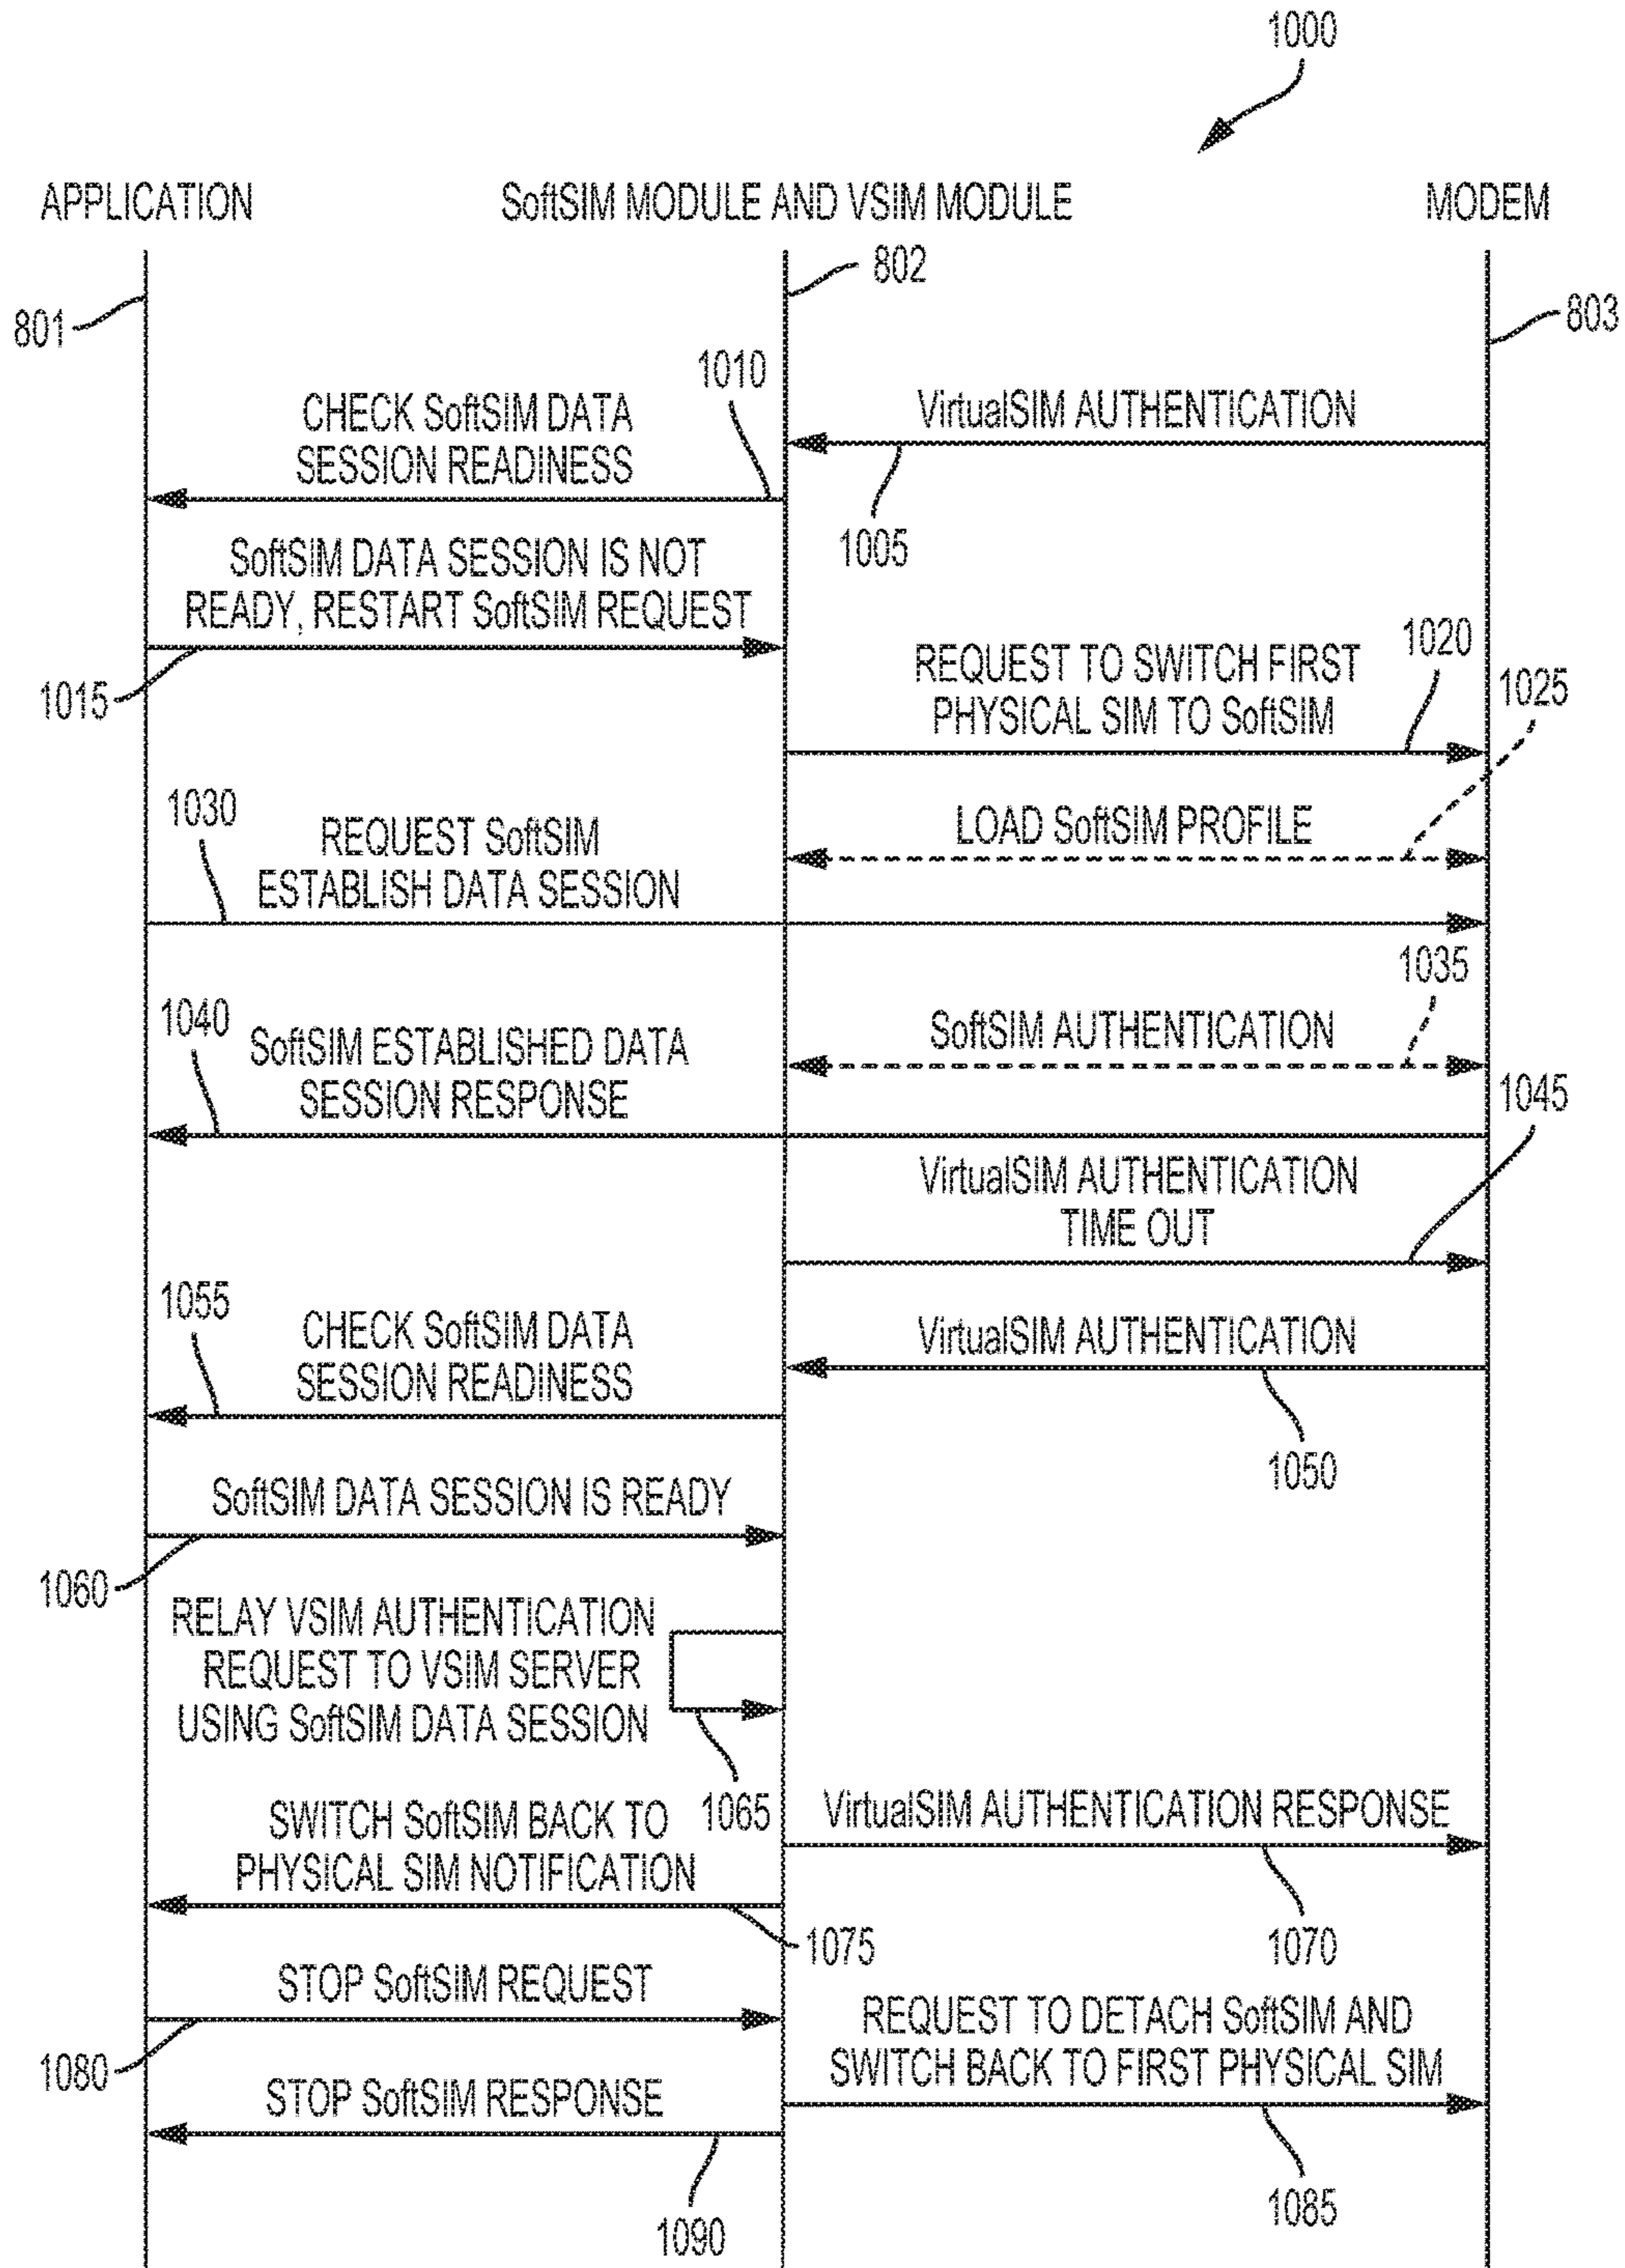 1000
APPLICATION
SoftSIM MODULE AND VSIM MODULE
MODEM
801
802
803
1010
CHECK SoftSIM DATA
SESSION READINESS
VirtualSIM AUTHENTICATION
1005
SoftSIM DATA SESSION IS NOT
READY, RESTART SoftSIM REQUEST
1015
REQUEST TO SWITCH FIRST
PHYSICAL SIM TO SoftSIM
1020
1025
LOAD SoftSIM PROFILE
1030
REQUEST SoftSIM
ESTABLISH DATA SESSION
1035
SoftSIM AUTHENTICATION
1040
SoftSIM ESTABLISHED DATA
SESSION RESPONSE
1045
VirtualSIM AUTHENTICATION
TIME OUT
1055
CHECK SoftSIM DATA
SESSION READINESS
VirtualSIM AUTHENTICATION
1050
SoftSIM DATA SESSION IS READY
1060
RELAY VSIM AUTHENTICATION
REQUEST TO VSIM SERVER
USING SoftSIM DATA SESSION
1065
VirtualSIM AUTHENTICATION RESPONSE
1070
SWITCH SoftSIM BACK TO
PHYSICAL SIM NOTIFICATION
1075
STOP SoftSIM REQUEST
1080
REQUEST TO DETACH SoftSIM AND
SWITCH BACK TO FIRST PHYSICAL SIM
1085
STOP SoftSIM RESPONSE
1090